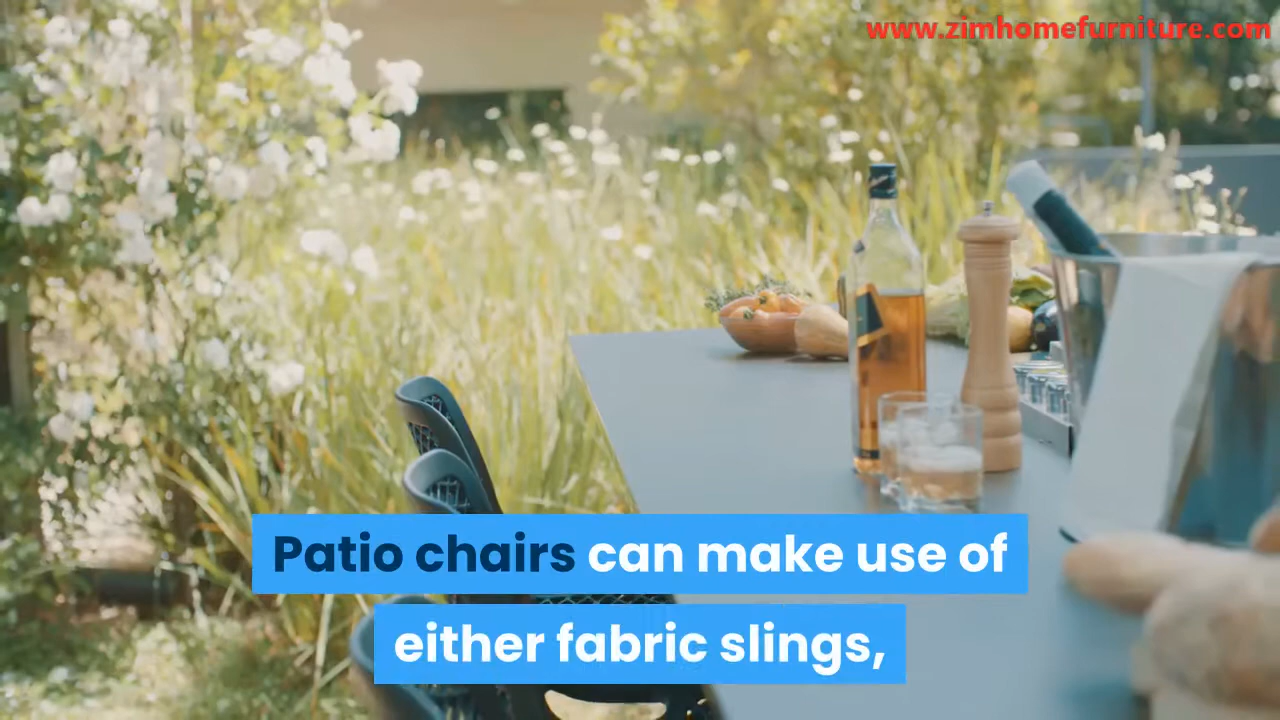 www.zimhomefurniture.com
Patio chairs can make use of
either fabric slings,